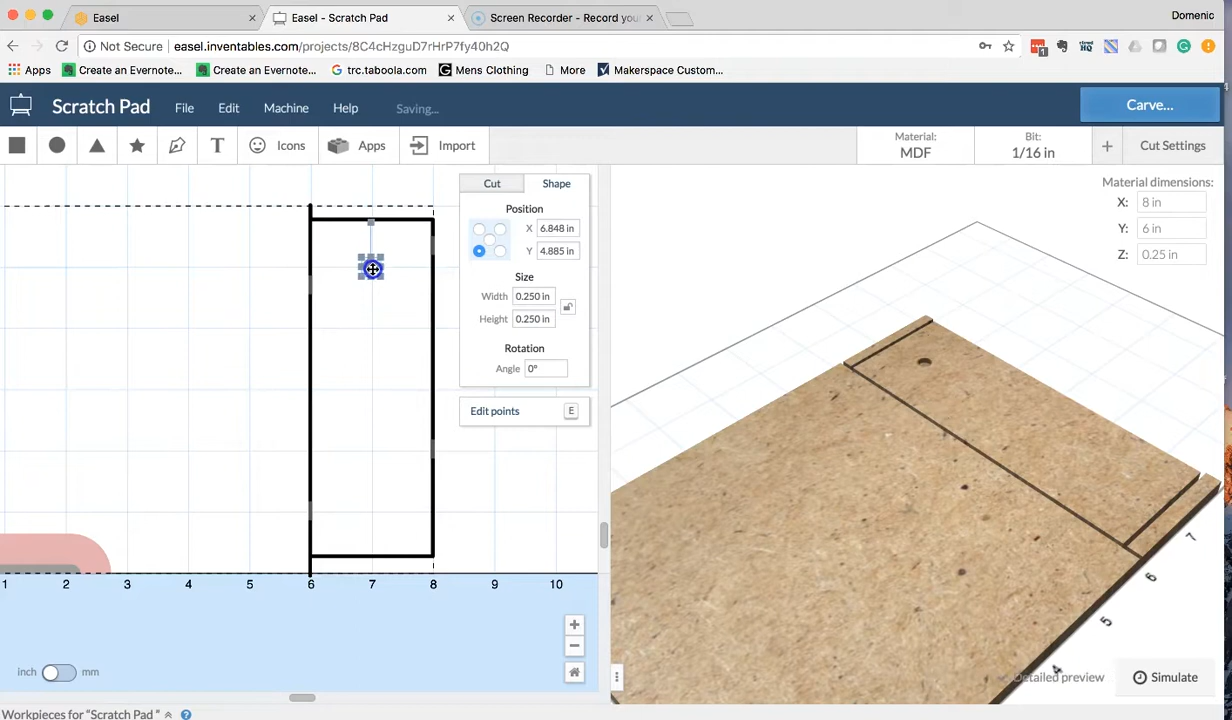 Easel
Easel - Scratch Pad
Screen Recorder - Record you
Domenic
Not Secure
easel.inventables.com/projects/8C4cHzguD7rHrP7fy40h2Q
Apps
Create an Evernote...
Create an Evernote...
trc.taboola.com
Mens Clothing
More
Makerspace Custom...
Scratch Pad
File
Edit
Machine
Help
Saving...
Carve...
T
Icons
Apps
Import
Material:
MDF
Bit:
1/16 in
+
Cut Settings
Cut
Shape
Position
X
6.848 in
Y
4.885 in
Size
Width
0.250 in
Height
0.250 in
Rotation
Angle
0°
Edit points
E
Material dimensions:
X:
8 in
Y:
6 in
Z:
0.25 in
1
2
3
4
5
6
7
8
9
10
7
6
5
4
inch
mm
Detailed preview
Simulate
Workpieces for “Scratch Pad”
?